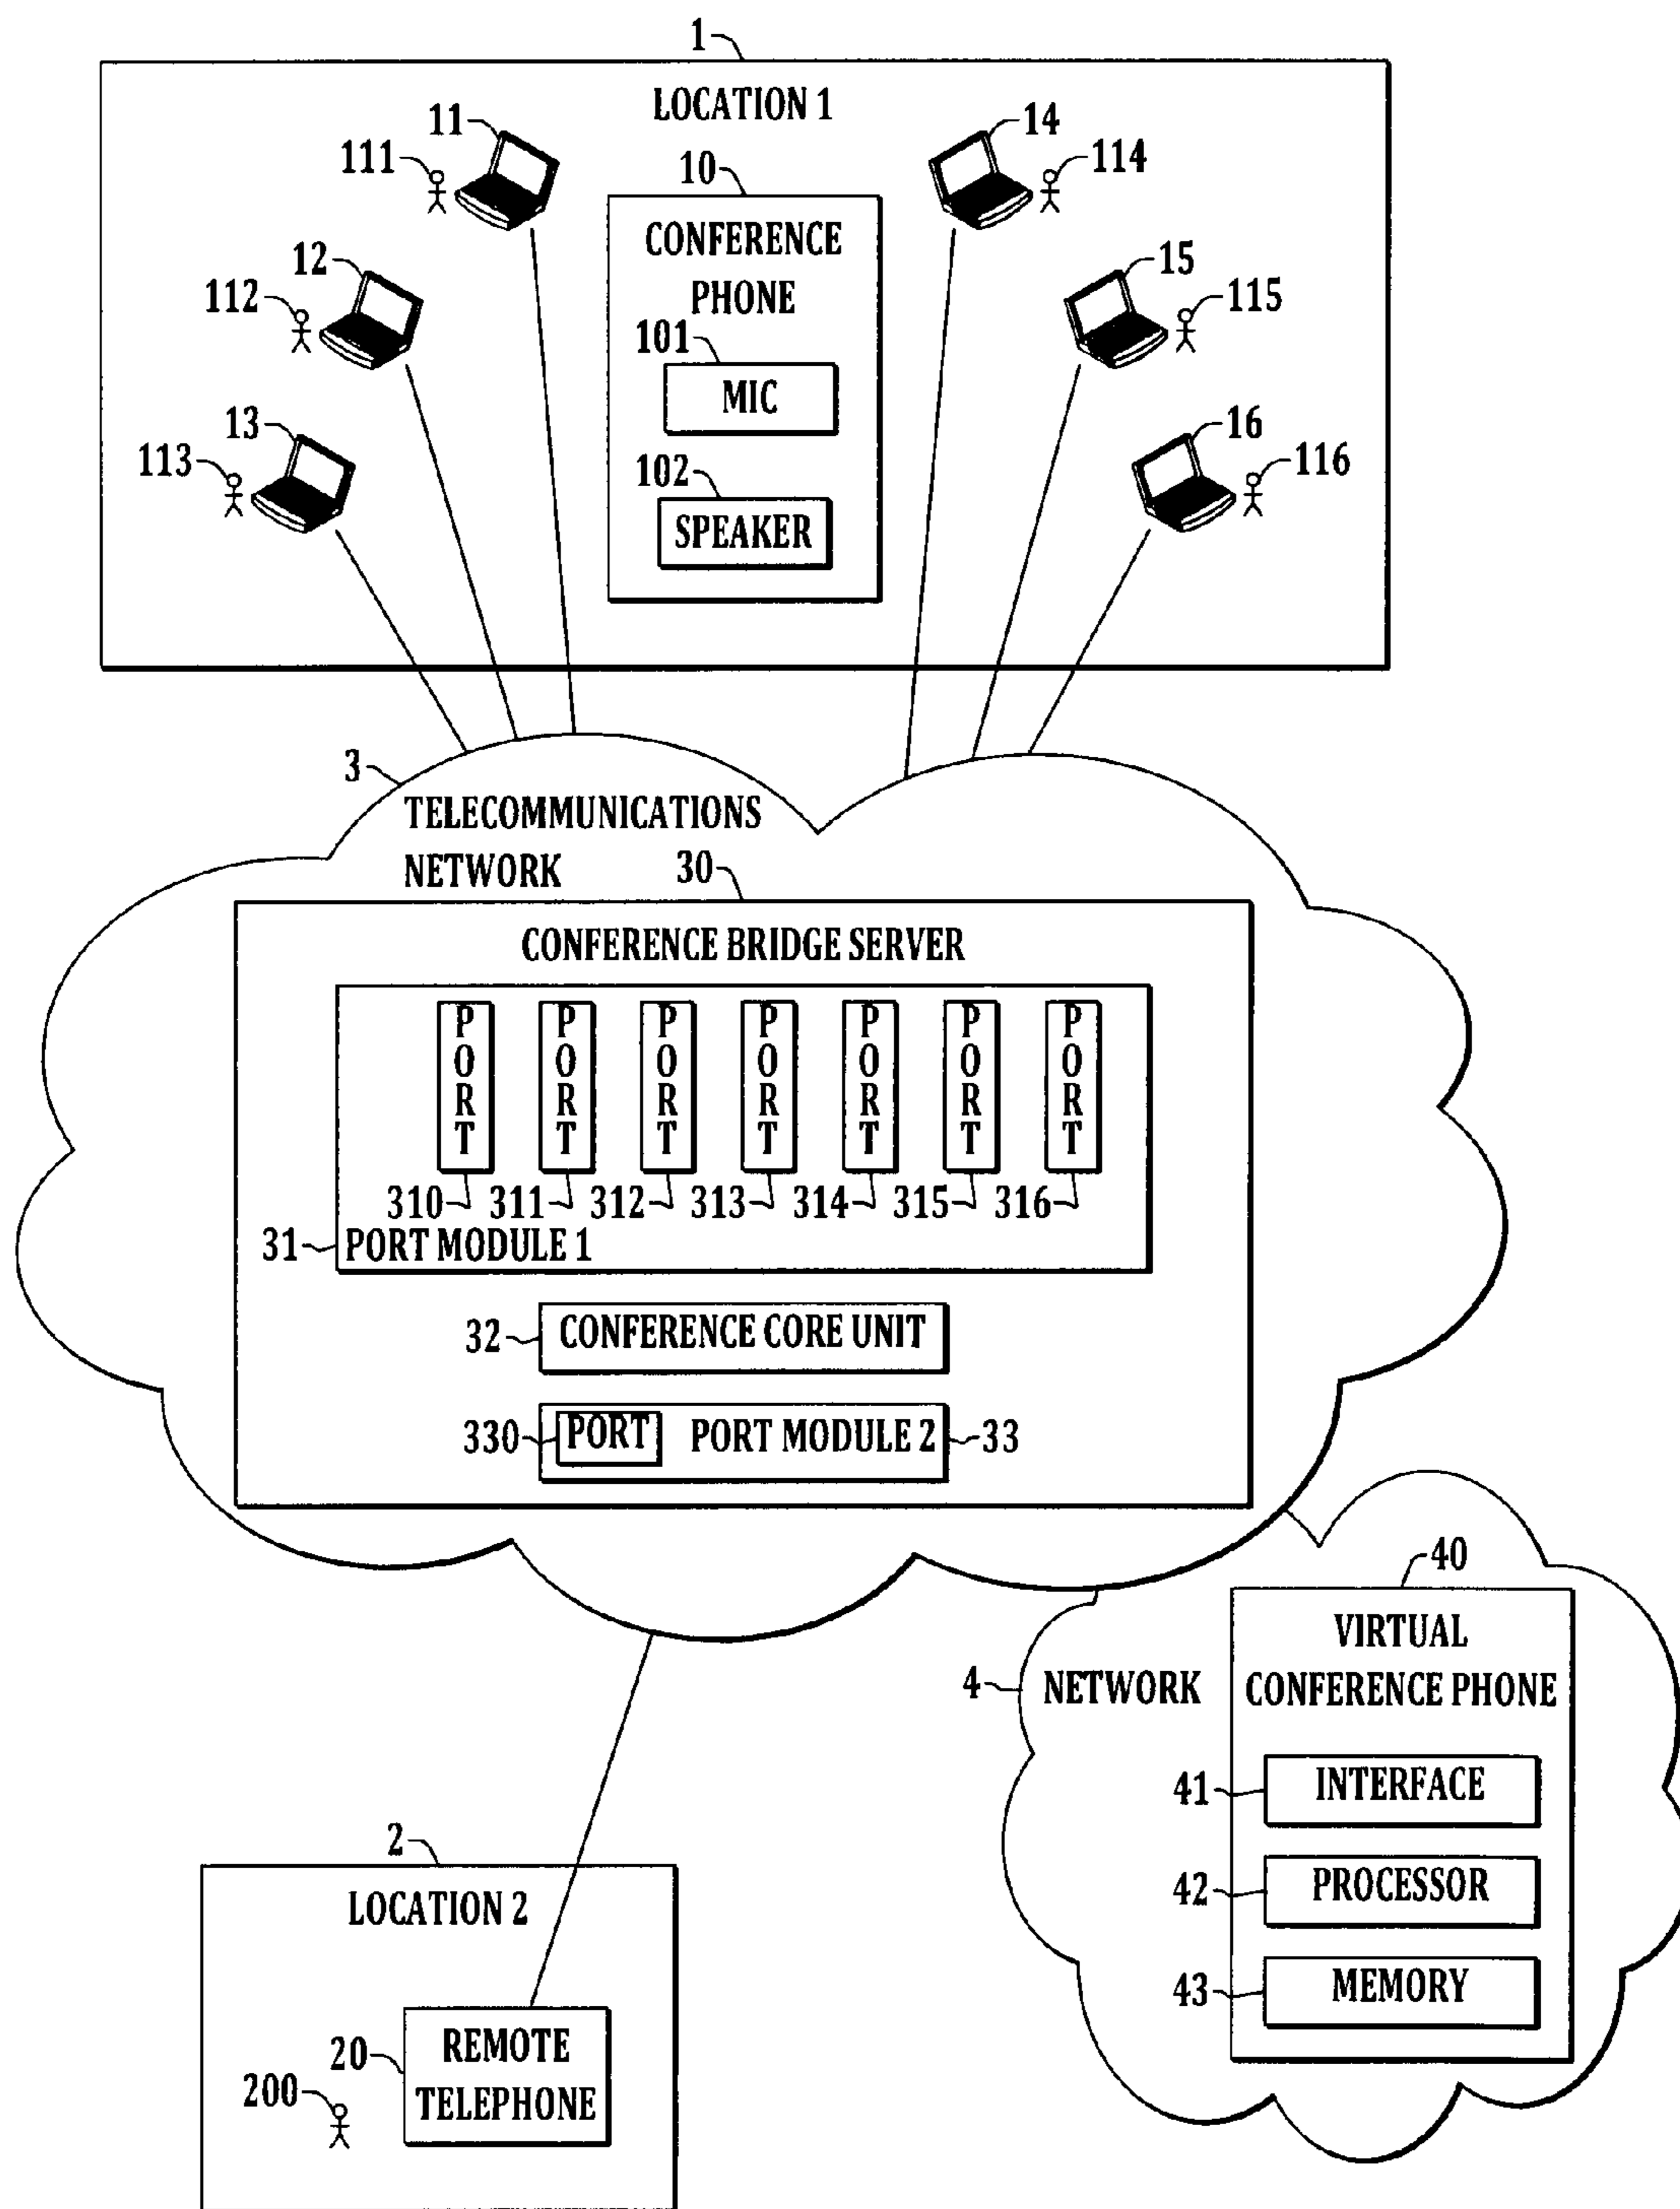 1
LOCATION 1
11
14
111
114
10
CONFERENCE
PHONE
12
15
112
115
101
MIC
13
16
113
116
102
SPEAKER
3
TELECOMMUNICATIONS
NETWORK
30
CONFERENCE BRIDGE SERVER
PORT
PORT
PORT
PORT
PORT
PORT
PORT
310
311
312
313
314
315
316
31
PORT MODULE 1
32
CONFERENCE CORE UNIT
330
PORT
PORT MODULE 2
33
40
VIRTUAL
CONFERENCE PHONE
4
NETWORK
41
INTERFACE
42
PROCESSOR
43
MEMORY
2
LOCATION 2
20
REMOTE
TELEPHONE
200